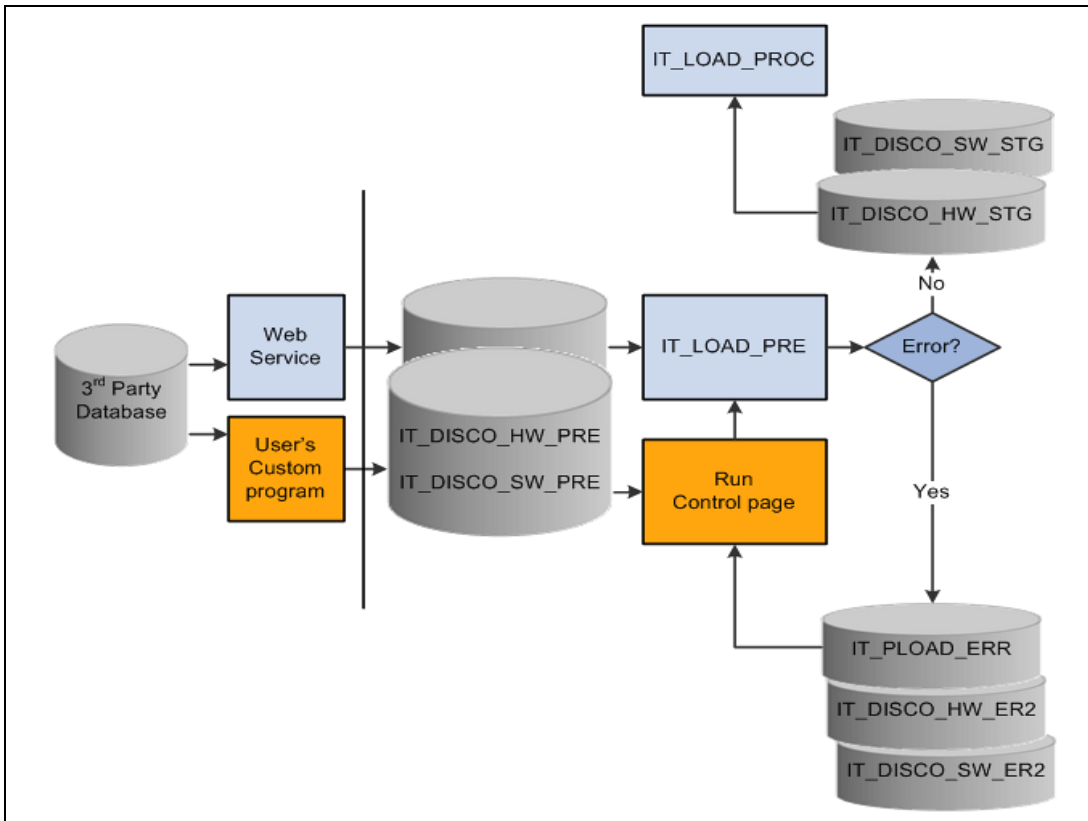 IT_LOAD_PROC
IT_DISCO_SW_STG
IT_DISCO_HW_STG
No
3rd Party
Database
Web
Service
User's
Custom
program
IT_DISCO_HW_PRE
IT_DISCO_SW_PRE
IT_LOAD_PRE
Run
Control page
Error?
Yes
IT_PLOAD_ERR
IT_DISCO_HW_ER2
IT_DISCO_SW_ER2